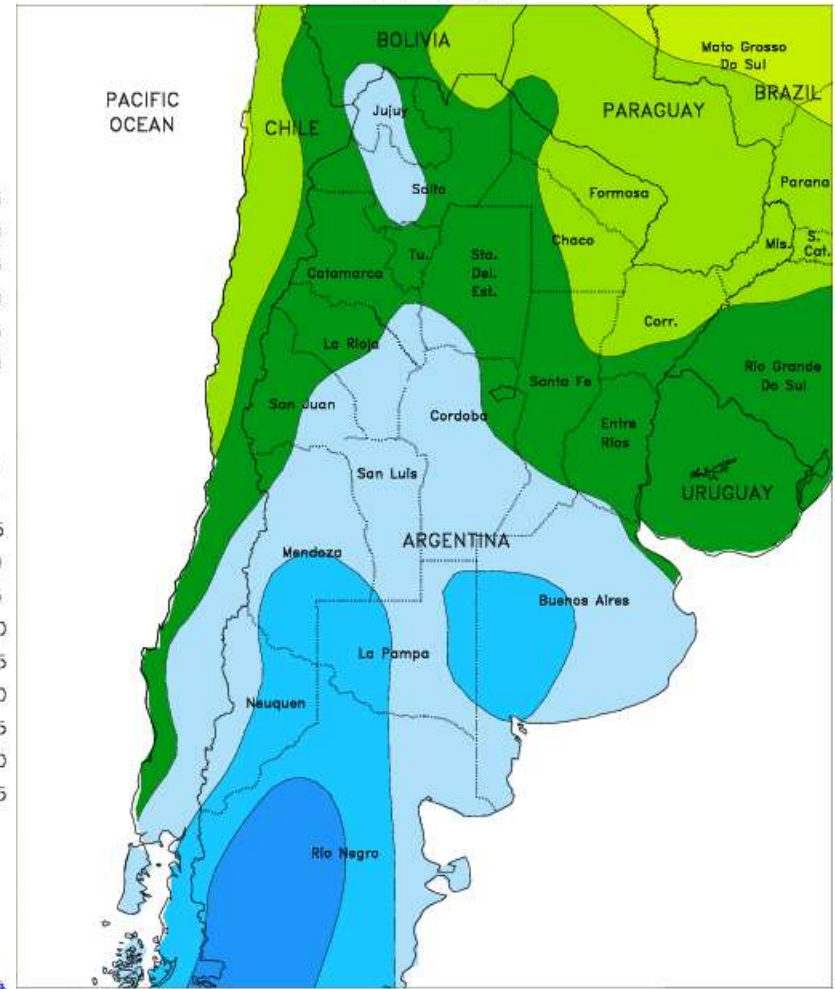 BOLIVIA
Mato Grosso
Do Sul
PACIFIC
OCEAN
BRAZIL
Jujuy
PARAGUAY
CHILE
Salta
Formosa
Parana
Chaco
Mis.
S.
Cat.
Catamarca
Tu.
Sta.
Del.
Est.
Corr.
La Rioja
Rio Grande
Do Sul
Santa Fe
San Juan
Cordoba
Entre
Rios
San Luis
URUGUAY
ARGENTINA
Mendoza
Buenos Aires
La Pampa
Neuquen
Rio Negro